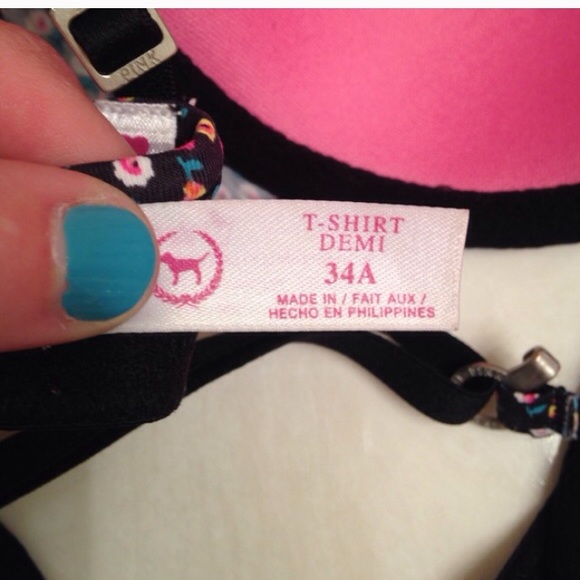 PINK
T-SHIRT
DEMI
34A
MADE IN / FAIT AUX /
HECHO EN PHILIPPINES